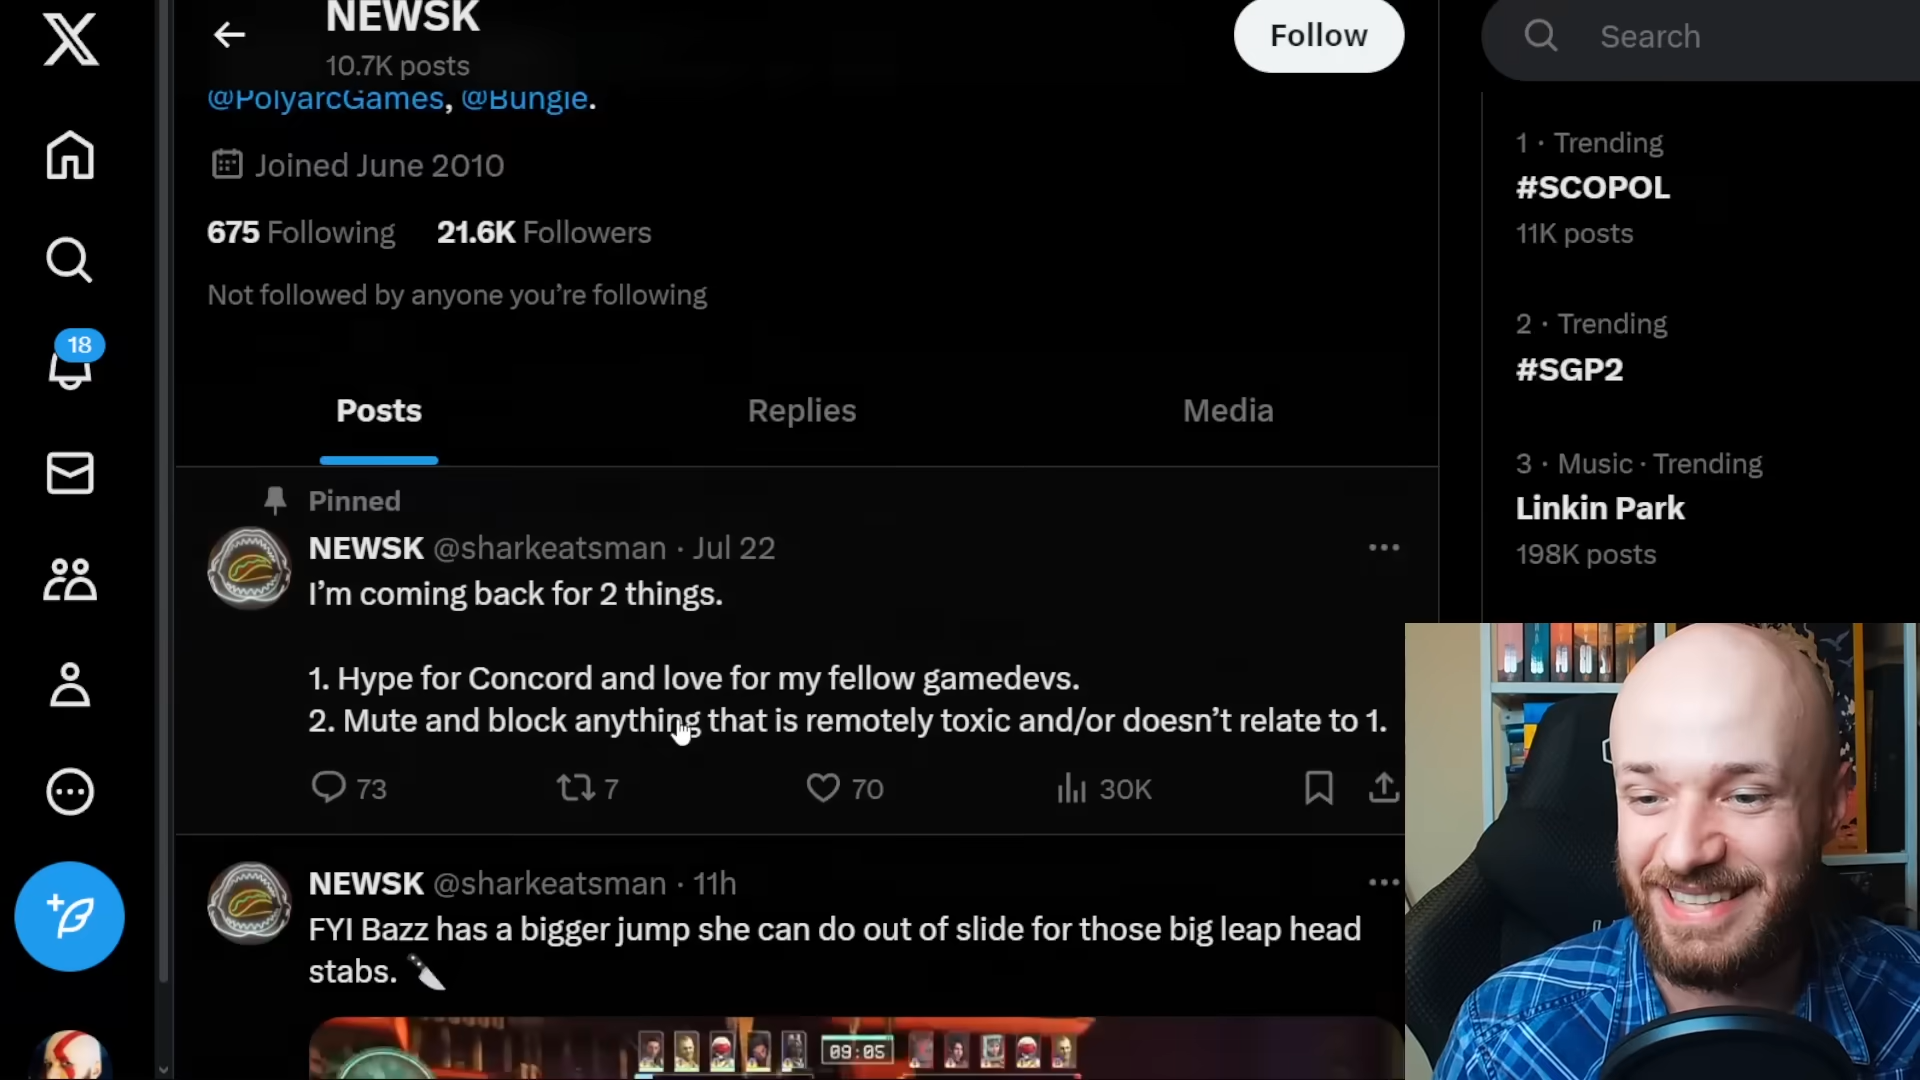 NEWSK
10.7K posts
Follow
Search
@PolyarcGames, @Bungie.
Joined June 2010
675 Following 21.6K Followers
Not followed by anyone you’re following
Posts Replies Media
Pinned
NEWSK @sharkeatsman · Jul 22
I’m coming back for 2 things.
1. Hype for Concord and love for my fellow gamedevs.
2. Mute and block anything that is remotely toxic and/or doesn’t relate to 1.
73 7 70 30K
NEWSK @sharkeatsman · 11h
FYI Bazz has a bigger jump she can do out of slide for those big leap head
stabs.
09:05
18
1 · Trending
#SCOPOL
11K posts
2 · Trending
#SGP2
3 · Music · Trending
Linkin Park
198K posts